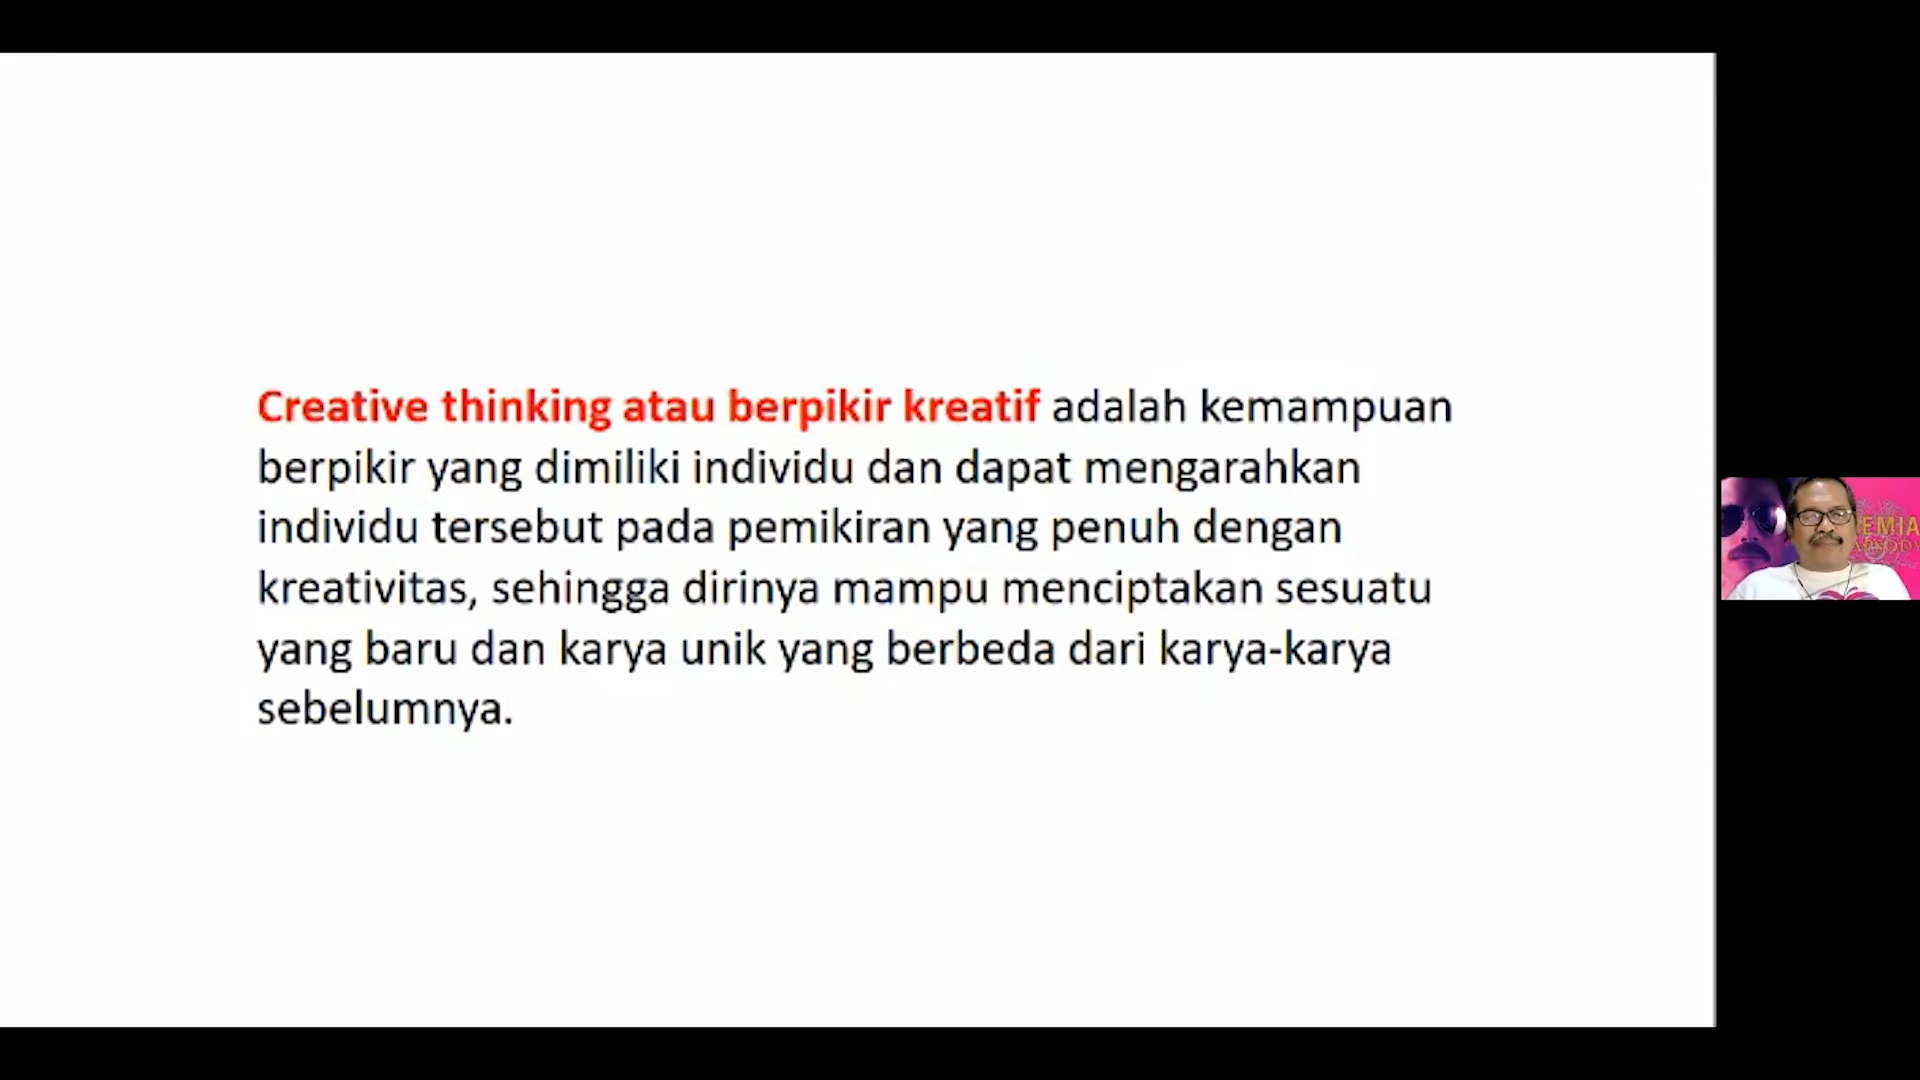 Creative thinking atau berpikir kreatif adalah kemampuan
berpikir yang dimiliki individu dan dapat mengarahkan
individu tersebut pada pemikiran yang penuh dengan
kreativitas, sehingga dirinya mampu menciptakan sesuatu
yang baru dan karya unik yang berbeda dari karya-karya
sebelumnya.
EMIA